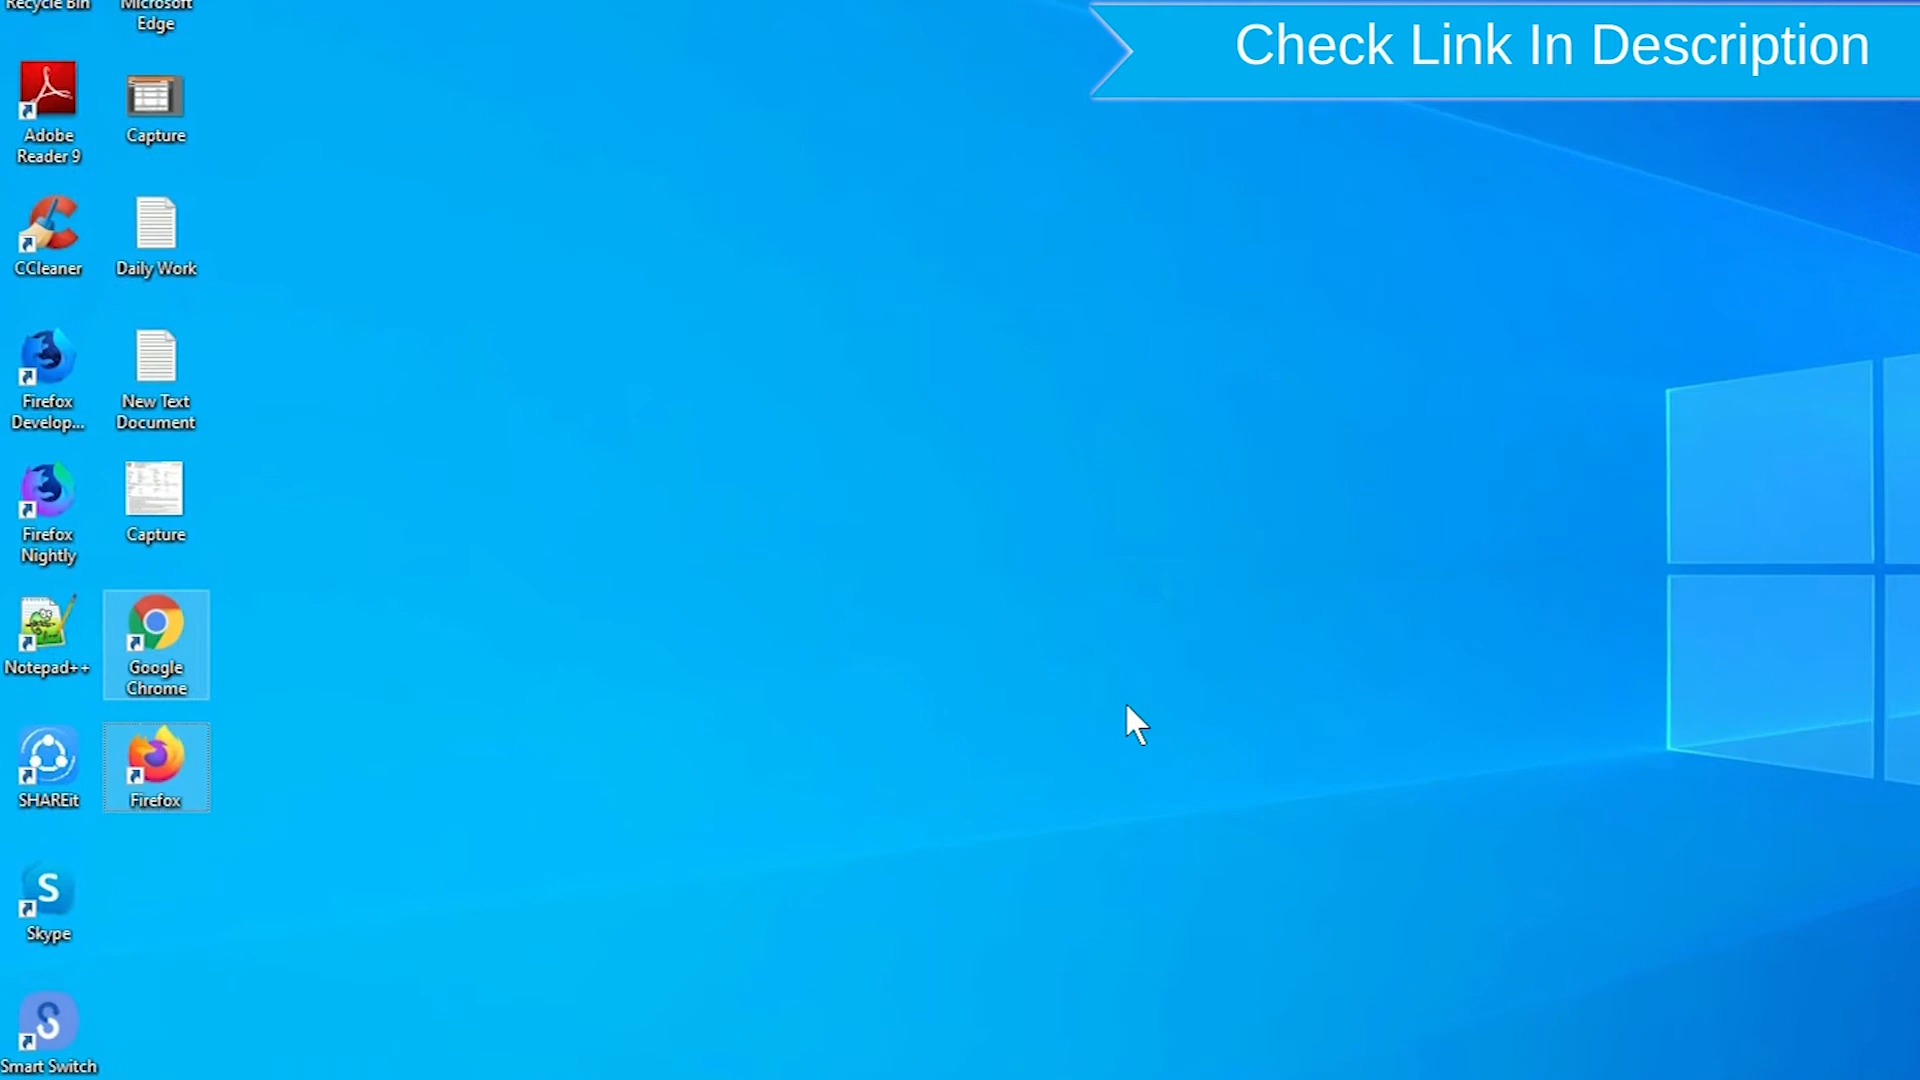 Recycle Bin
Microsoft
Edge
Check Link In Description
Adobe
Reader 9
Capture
CCleaner
Daily Work
Firefox
Develop...
New Text
Document
Firefox
Nightly
Capture
Notepad++
Google
Chrome
SHAREit
Firefox
Skype
Smart Switch